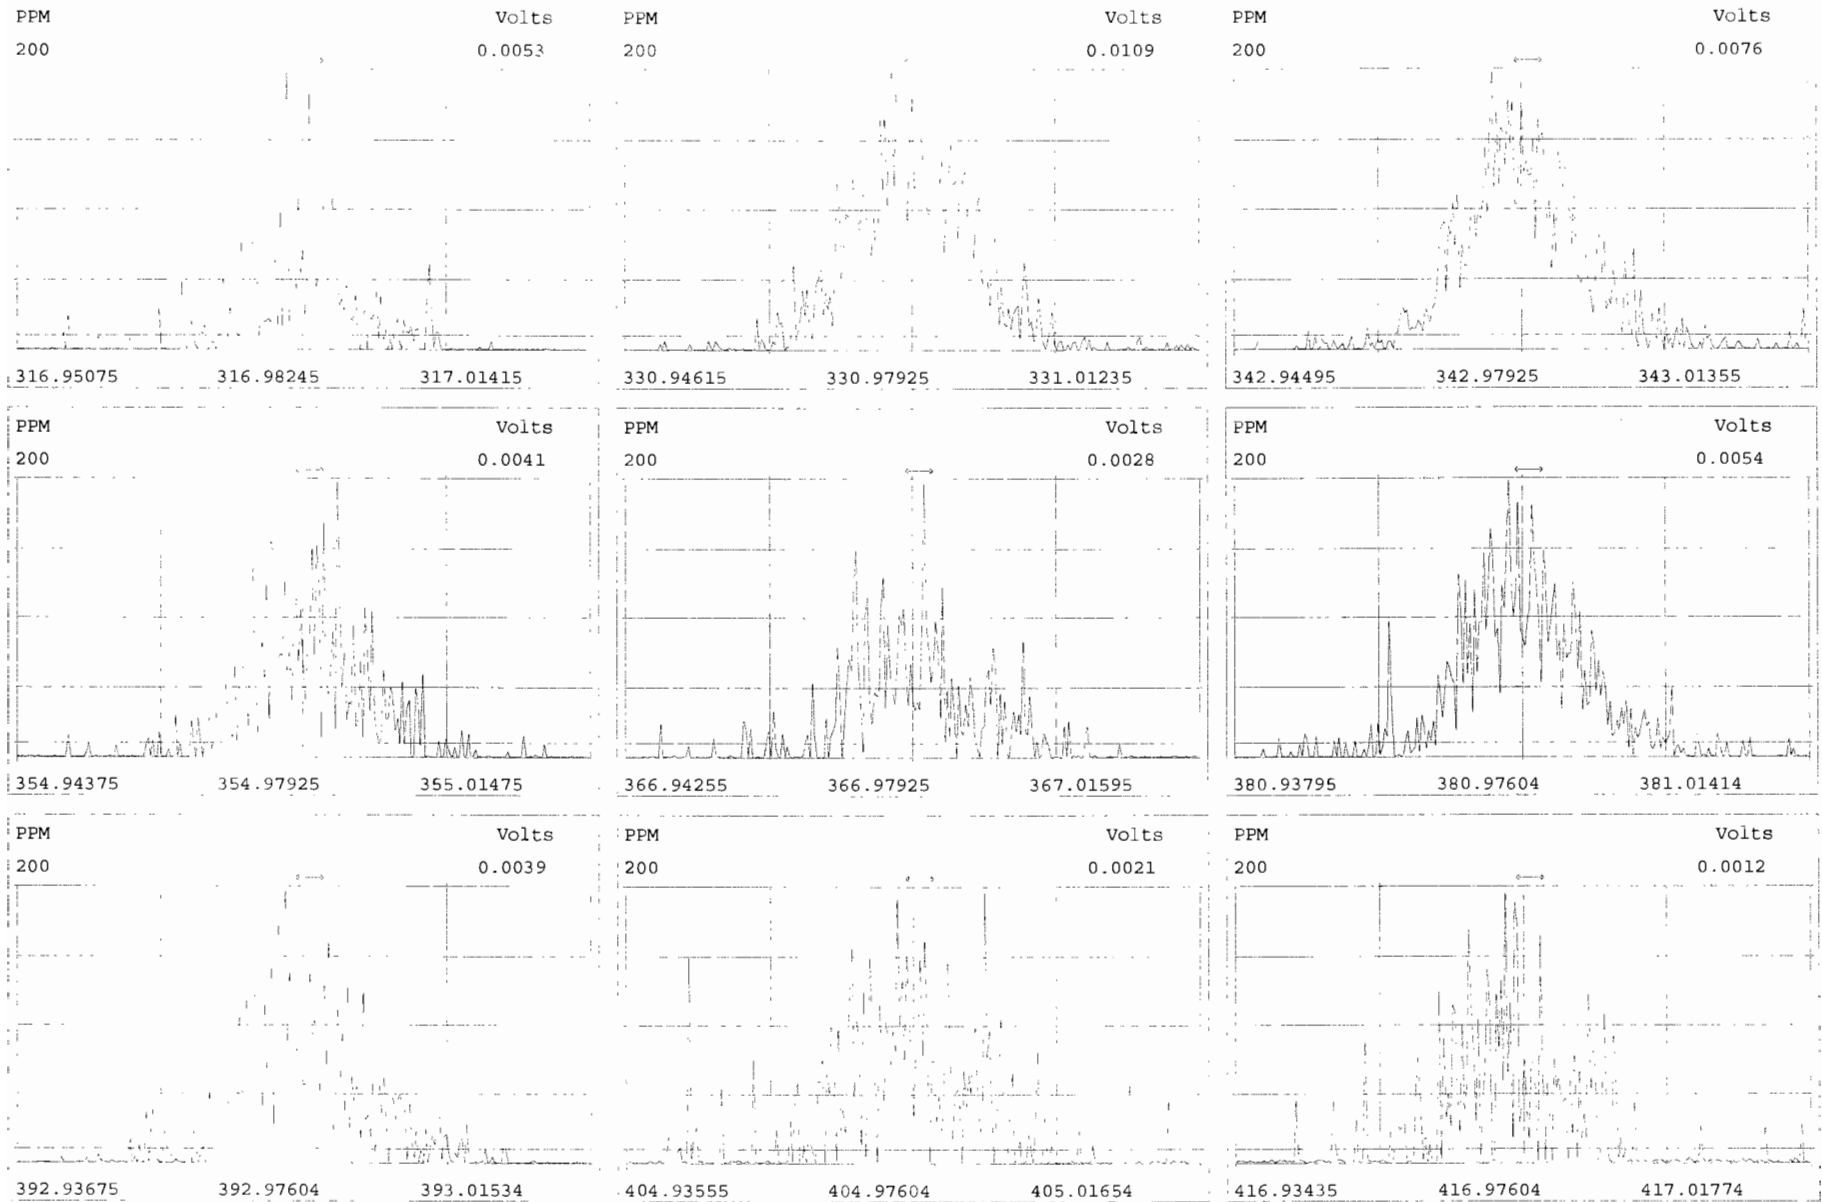 PPM Volts
200 0.0053
316.95075 316.98245 317.01415
PPM Volts
200 0.0109
330.94615 330.97925 331.01235
PPM Volts
200 0.0076
342.94495 342.97925 343.01355
PPM Volts
200 0.0041
354.94375 354.97925 355.01475
PPM Volts
200 0.0028
366.94255 366.97925 367.01595
PPM Volts
200 0.0054
380.93795 380.97604 381.01414
PPM Volts
200 0.0039
392.93675 392.97604 393.01534
PPM Volts
200 0.0021
404.93555 404.97604 405.01654
PPM Volts
200 0.0012
416.93435 416.97604 417.01774